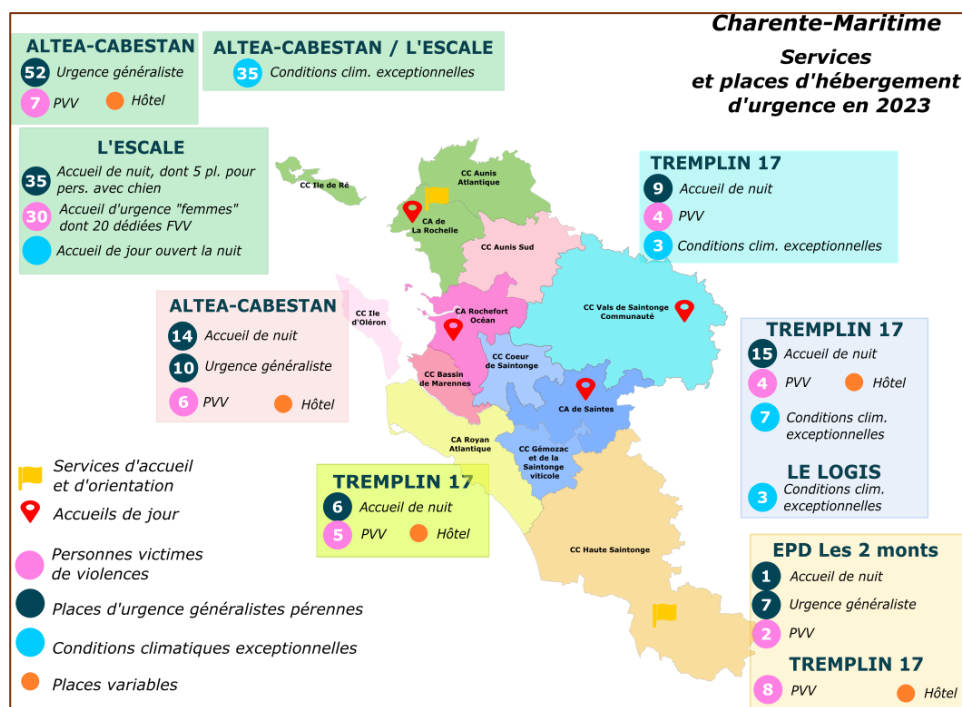 Charente-Maritime
Services
et places d'hébergement
d'urgence en 2023
ALTEA-CABESTAN
52 Urgence généraliste
7 PVV Hôtel
ALTEA-CABESTAN / L'ESCALE
35 Conditions clim. exceptionnelles
L'ESCALE
35 Accueil de nuit, dont 5 pl. pour
pers. avec chien
30 Accueil d'urgence "femmes"
dont 20 dédiées FVV
Accueil de jour ouvert la nuit
TREMPLIN 17
9 Accueil de nuit
4 PVV
3 Conditions clim. exceptionnelles
ALTEA-CABESTAN
14 Accueil de nuit
10 Urgence généraliste
6 PVV Hôtel
TREMPLIN 17
15 Accueil de nuit
4 PVV Hôtel
7 Conditions clim.
exceptionnelles
LE LOGIS
3 Conditions clim.
exceptionnelles
TREMPLIN 17
6 Accueil de nuit
5 PVV Hôtel
EPD Les 2 monts
1 Accueil de nuit
7 Urgence généraliste
2 PVV
TREMPLIN 17
8 PVV Hôtel
CC Ile de Ré
CC Aunis
Atlantique
CA de
La Rochelle
CC Aunis Sud
CC Ile
d'Oléron
CA Rochefort
Océan
CC Vals de Saintonge
Communauté
CC Coeur
de Saintonge
CC Bassin
de Marennes
CA de Saintes
CA Royan
Atlantique
CC Gémozac
et de la
Saintonge
viticole
CC Haute Saintonge
Services d'accueil
et d'orientation
Accueils de jour
Personnes victimes
de violences
Places d'urgence généralistes pérennes
Conditions climatiques exceptionnelles
Places variables